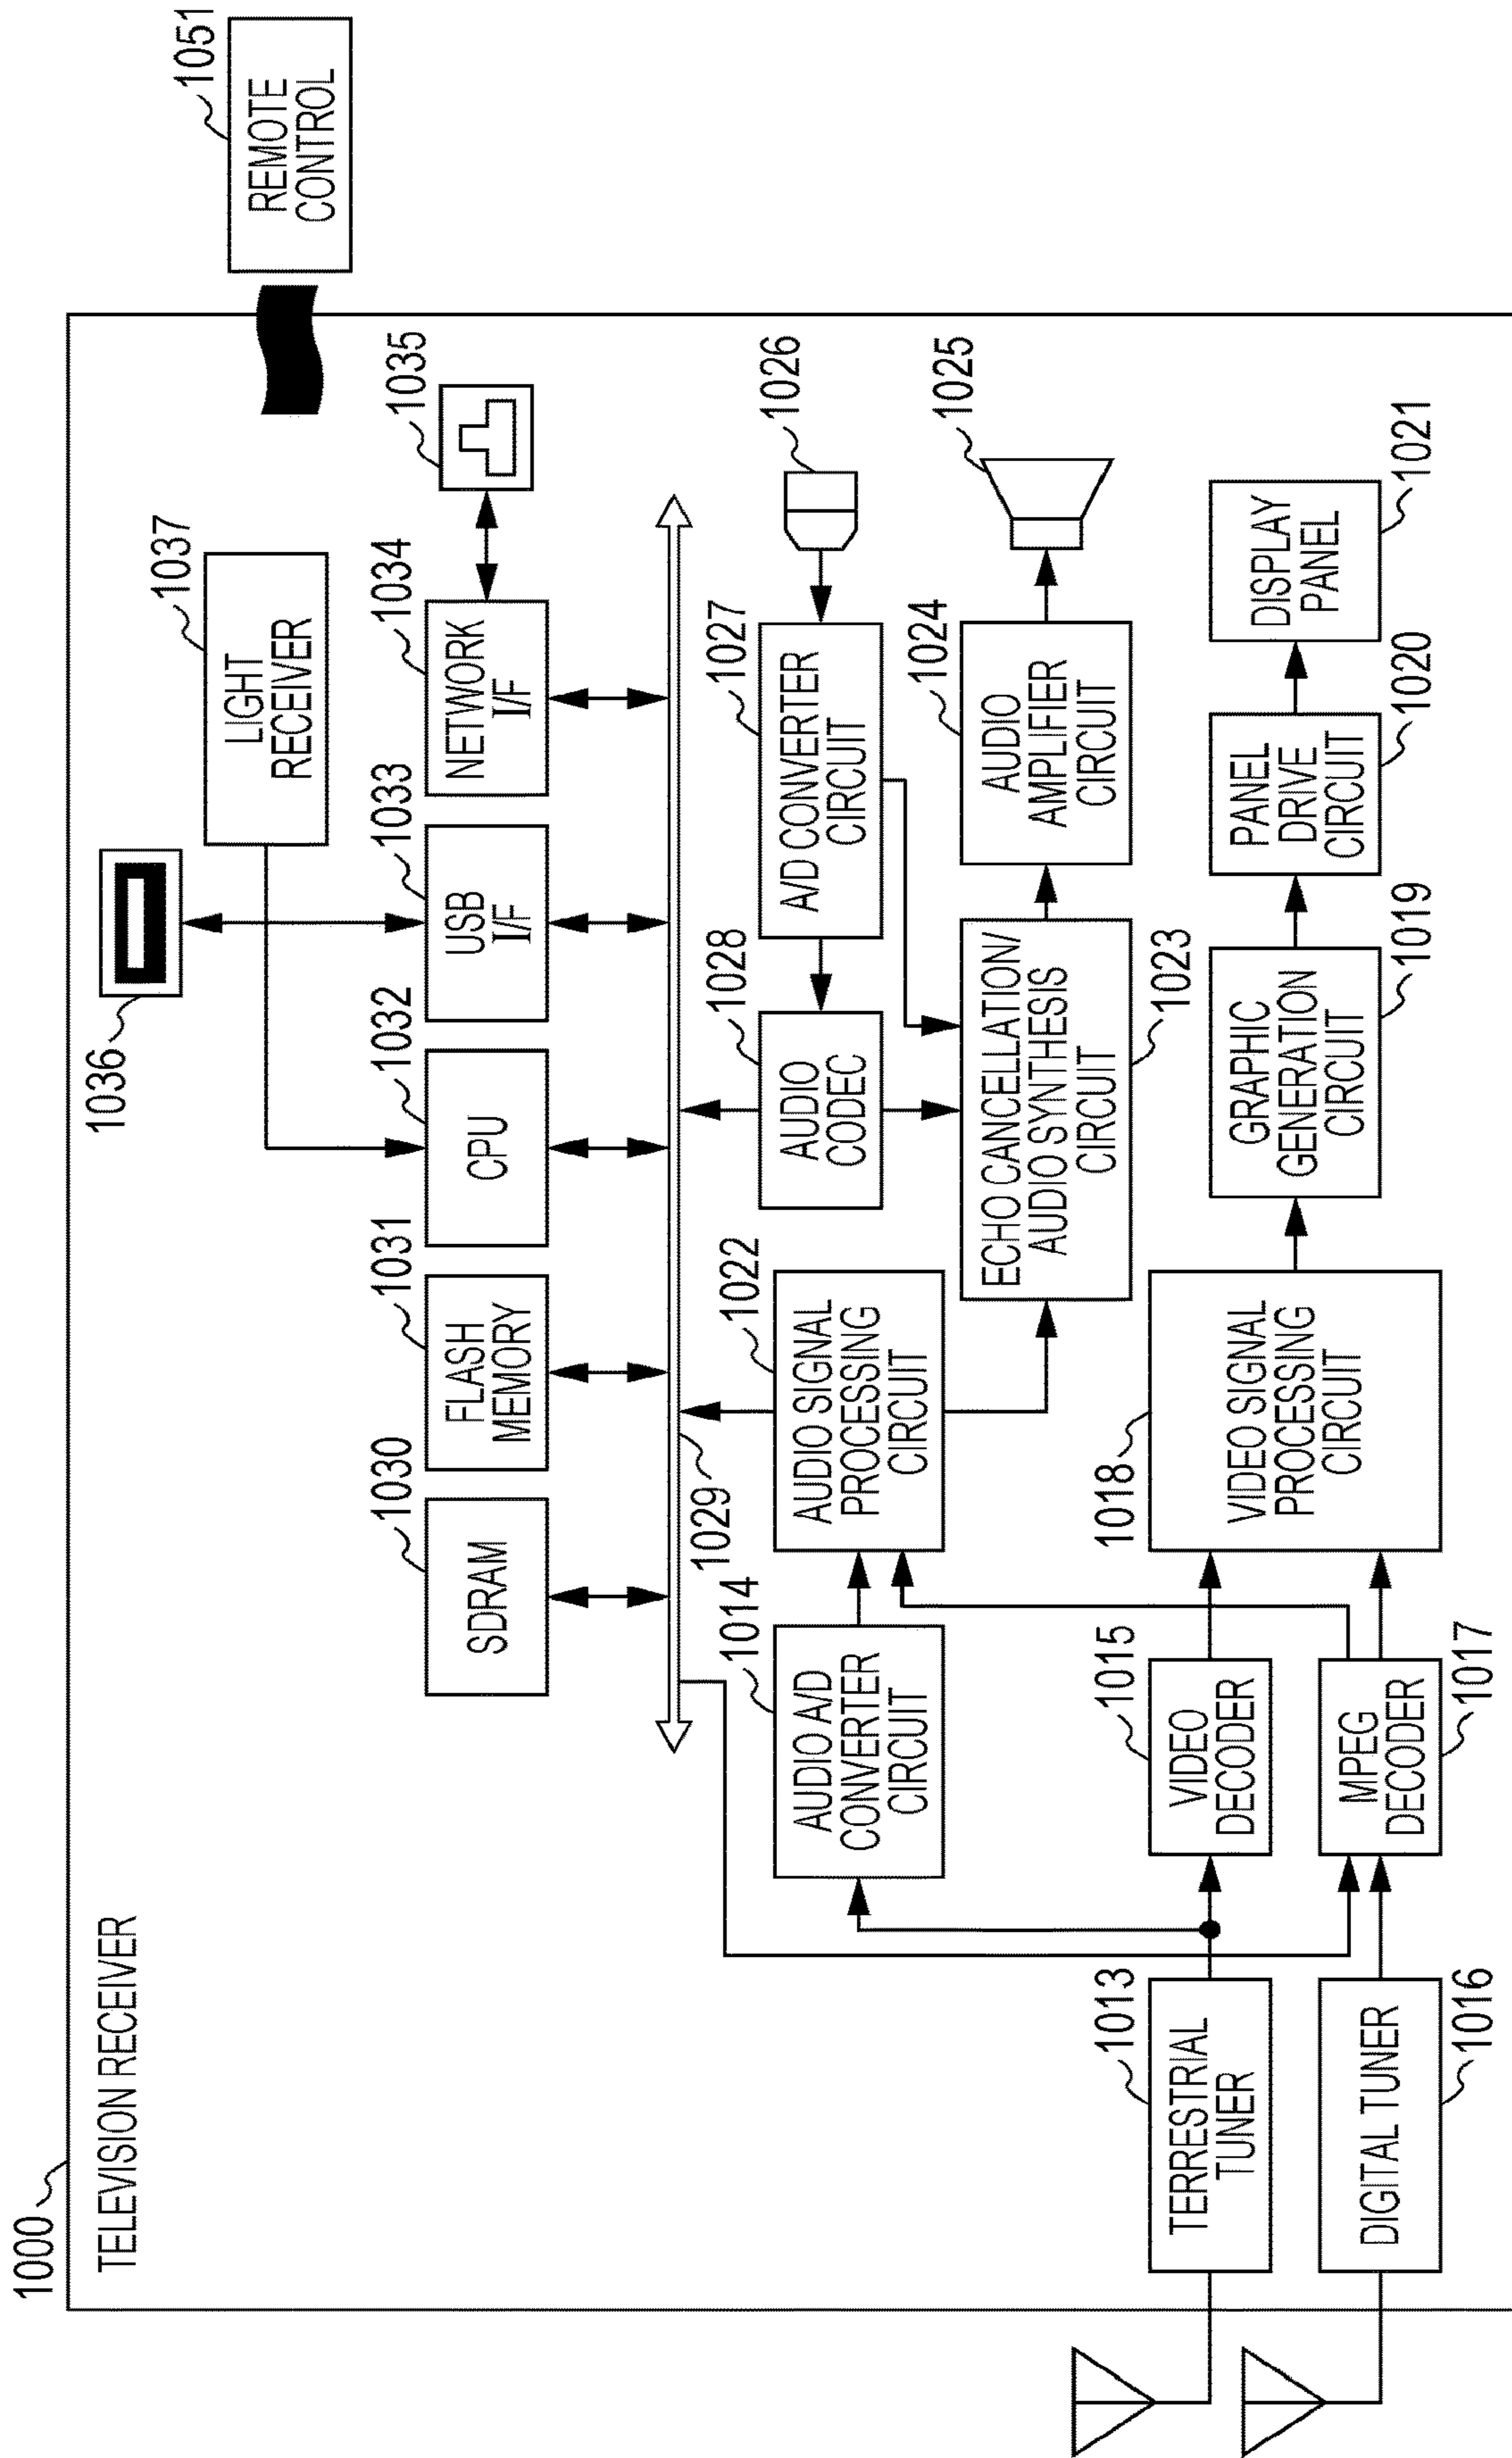 1000
TELEVISION RECEIVER
1051
REMOTE
CONTROL
1036
1037
LIGHT
RECEIVER
1030
SDRAM
1031
FLASH
MEMORY
1032
CPU
1033
USB
I/F
1034
NETWORK
I/F
1035
1029
1014
AUDIO A/D
CONVERTER
CIRCUIT
1022
AUDIO SIGNAL
PROCESSING
CIRCUIT
1028
AUDIO
CODEC
1027
A/D CONVERTER
CIRCUIT
1026
ECHO CANCELLATION/
AUDIO SYNTHESIS
CIRCUIT
1023
1024
AUDIO
AMPLIFIER
CIRCUIT
1025
1013
TERRESTRIAL
TUNER
1015
VIDEO
DECODER
1018
VIDEO SIGNAL
PROCESSING
CIRCUIT
GRAPHIC
GENERATION
CIRCUIT
1019
PANEL
DRIVE
CIRCUIT
1020
DISPLAY
PANEL
1021
DIGITAL TUNER
1016
MPEG
DECODER
1017